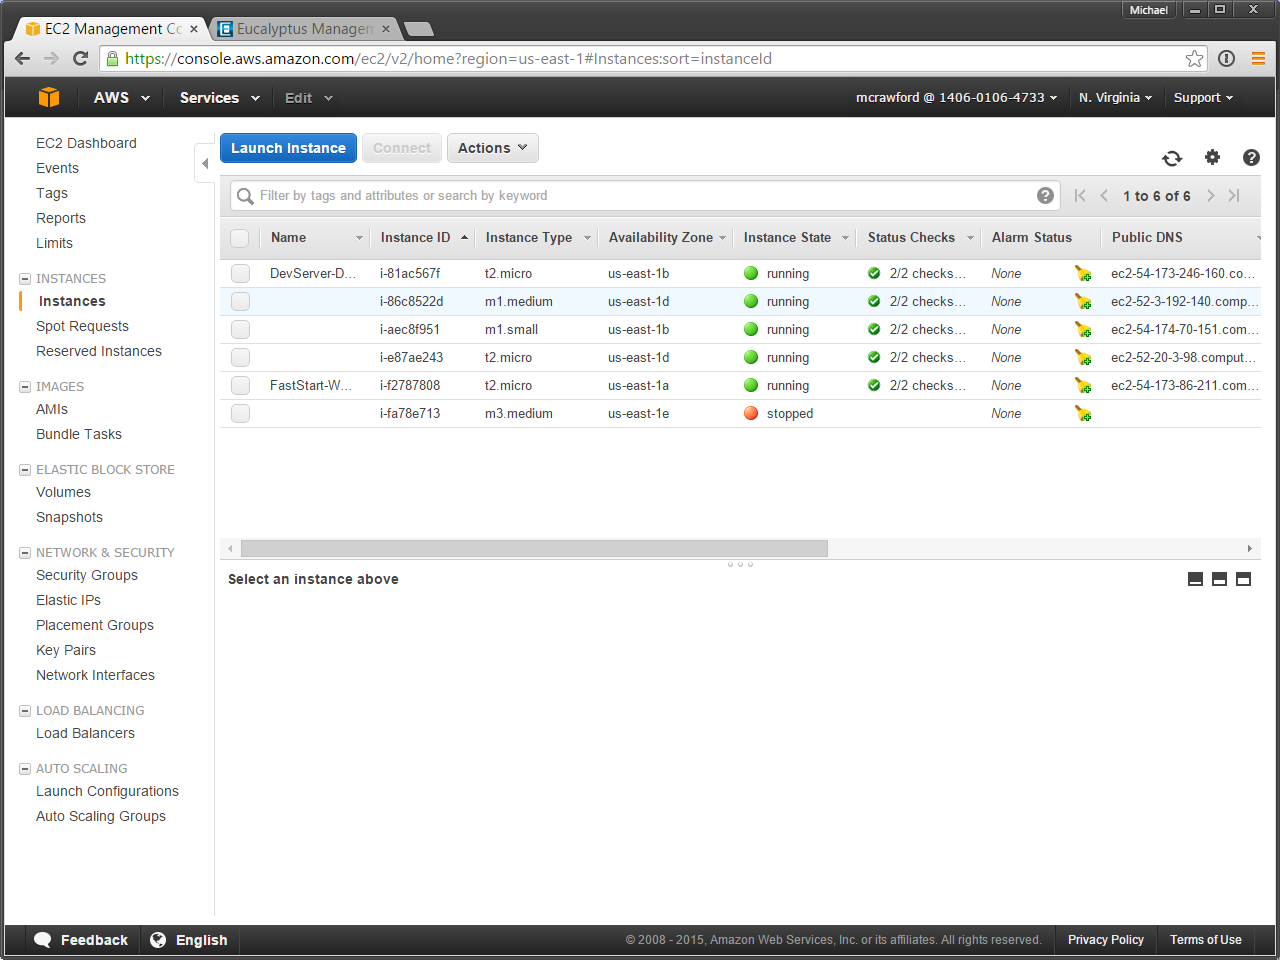 Michael
EC2 Management Co
Eucalyptus Managem
https://console.aws.amazon.com/ec2/v2/home?region=us-east-1#Instances:sort=instanceId
AWS Services Edit mcrawford @ 1406-0106-4733 N. Virginia Support
EC2 Dashboard
Events
Tags
Reports
Limits
INSTANCES
Instances
Spot Requests
Reserved Instances
IMAGES
AMIs
Bundle Tasks
ELASTIC BLOCK STORE
Volumes
Snapshots
NETWORK & SECURITY
Security Groups
Elastic IPs
Placement Groups
Key Pairs
Network Interfaces
LOAD BALANCING
Load Balancers
AUTO SCALING
Launch Configurations
Auto Scaling Groups
Launch Instance Connect Actions
Filter by tags and attributes or search by keyword 1 to 6 of 6
Name Instance ID Instance Type Availability Zone Instance State Status Checks Alarm Status Public DNS
DevServer-D... i-81ac567f t2.micro us-east-1b running 2/2 checks... None ec2-54-173-246-160.co...
i-86c8522d m1.medium us-east-1d running 2/2 checks... None ec2-52-3-192-140.comp...
i-aec8f951 m1.small us-east-1b running 2/2 checks... None ec2-54-174-70-151.com...
i-e87ae243 t2.micro us-east-1d running 2/2 checks... None ec2-52-20-3-98.comput...
FastStart-W... i-f2787808 t2.micro us-east-1a running 2/2 checks... None ec2-54-173-86-211.com...
i-fa78e713 m3.medium us-east-1e stopped None
Select an instance above
Feedback English © 2008 - 2015, Amazon Web Services, Inc. or its affiliates. All rights reserved. Privacy Policy Terms of Use